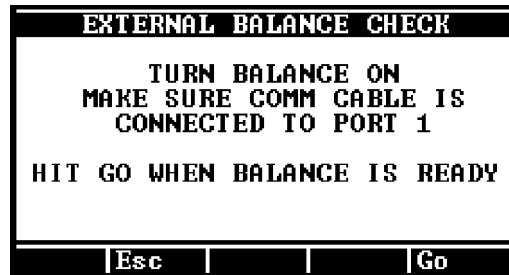 EXTERNAL BALANCE CHECK
TURN BALANCE ON
MAKE SURE COMM CABLE IS
CONNECTED TO PORT 1
HIT GO WHEN BALANCE IS READY
Esc Go